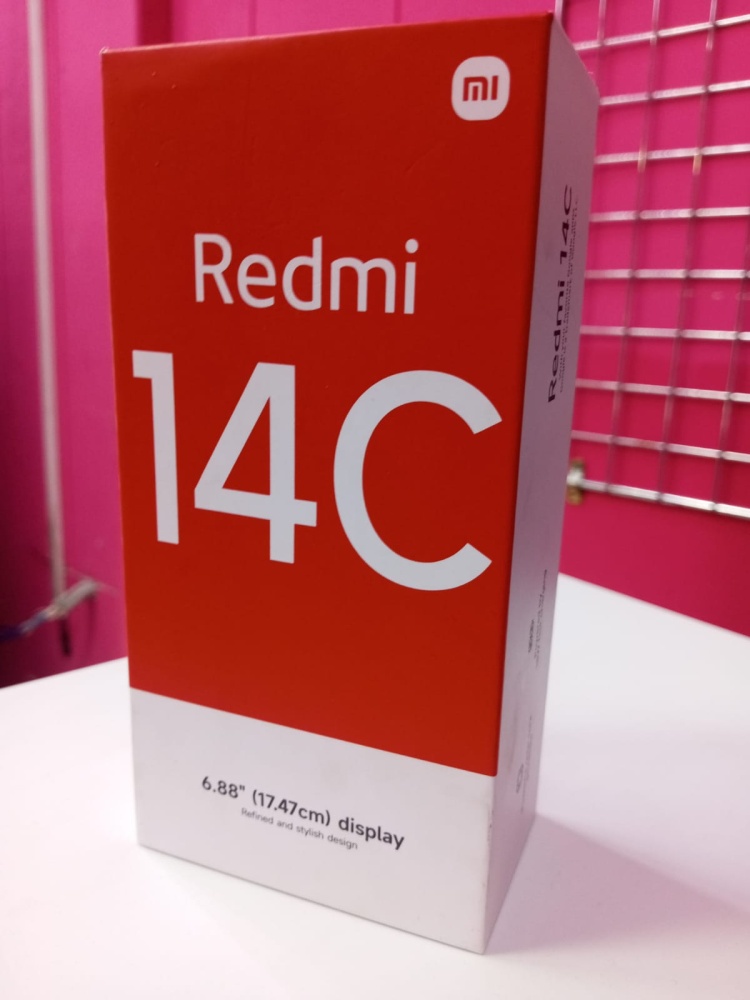 mi
Redmi
14C
6.88" (17.47cm) display
Refined and stylish design
Redmi 14C